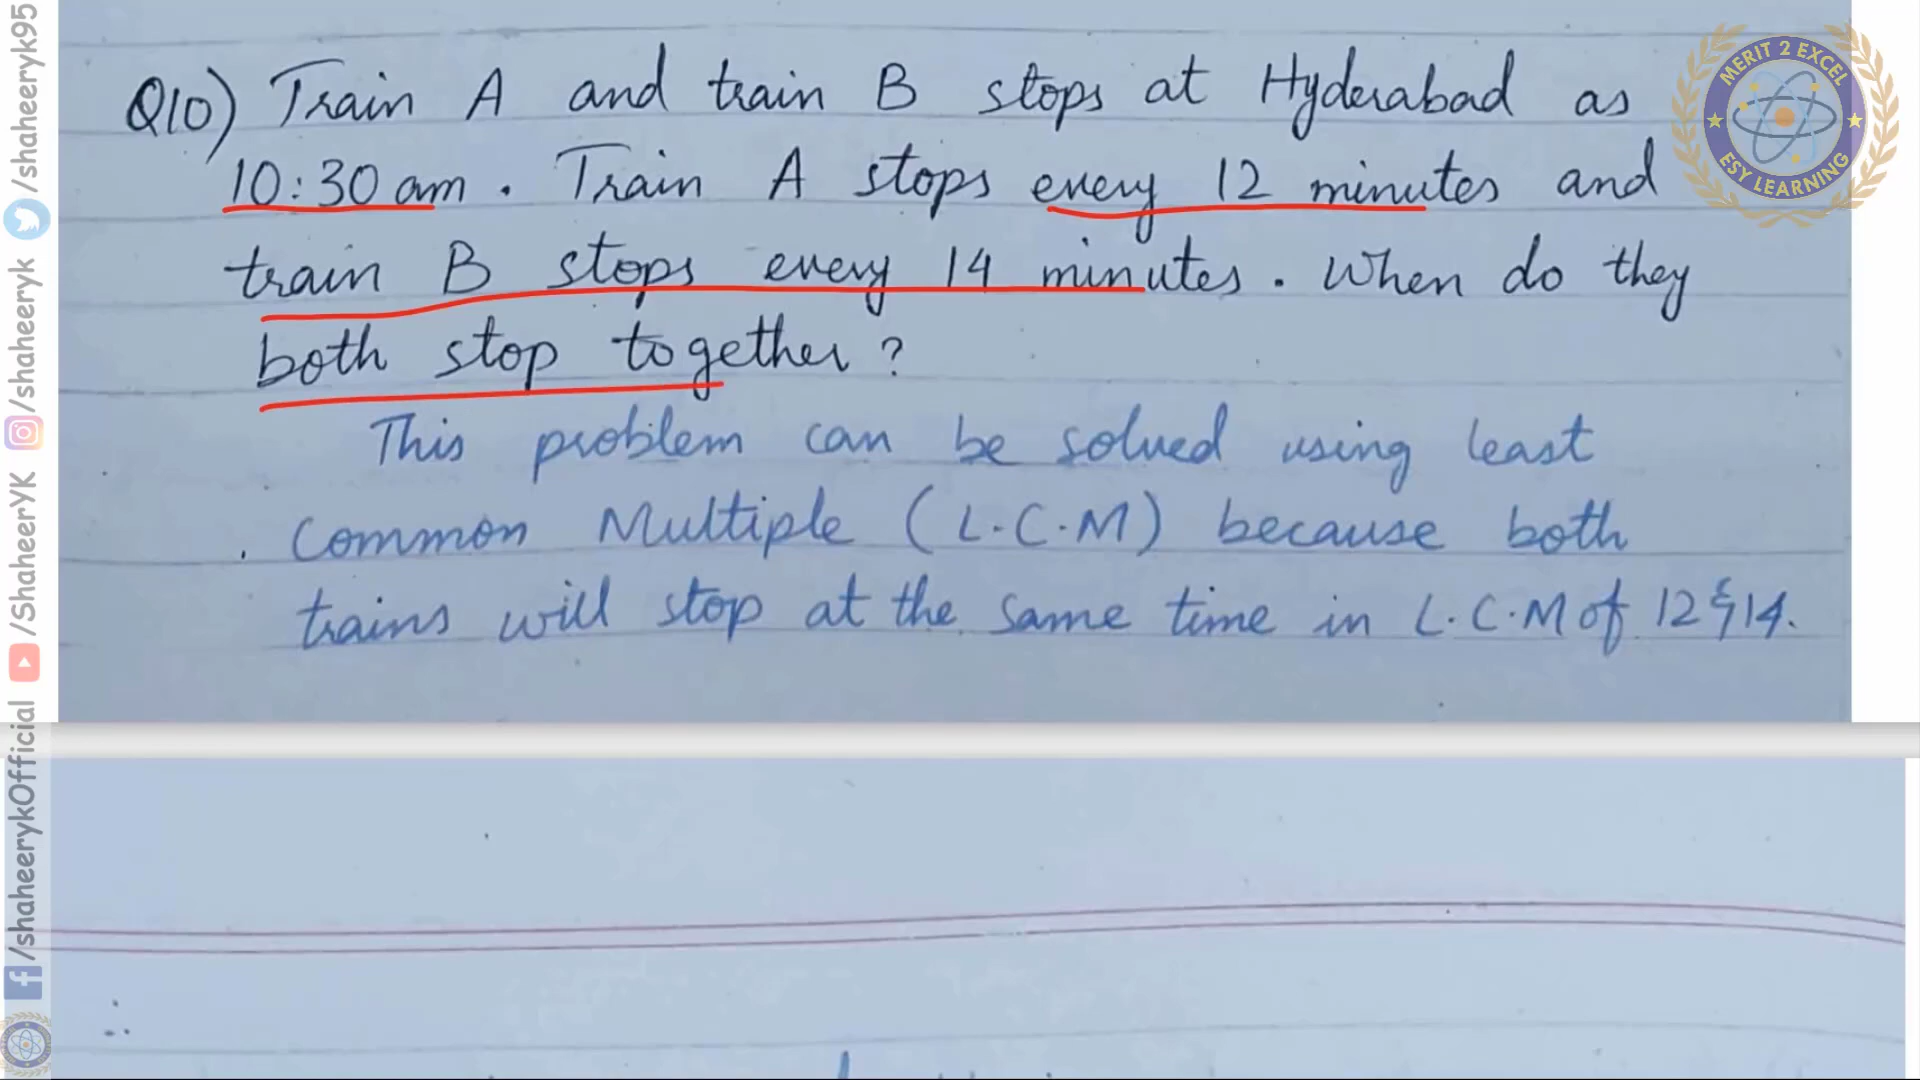 Q10) Train A and train B stops at Hyderabad as
10:30 am. Train A stops every 12 minutes and
train B stops every 14 minutes. When do they
both stop together?
This problem can be solved using least
Common Multiple (L.C.M) because both
trains will stop at the same time in L.C.M of 12 & 14.
MERIT 2 EXCEL
ESY LEARNING
/shaheeryk95
/shaheeryk
/ShaheerYK
/shaheerykOfficial